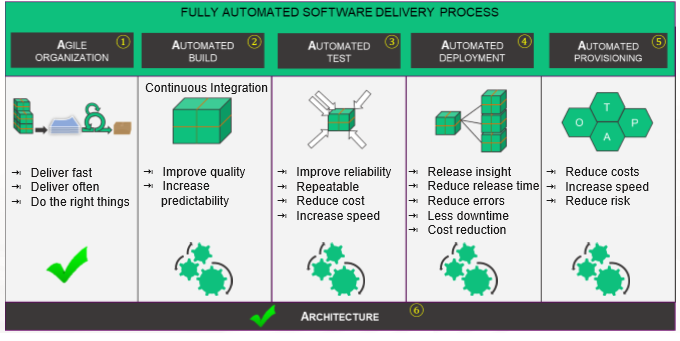 FULLY AUTOMATED SOFTWARE DELIVERY PROCESS
AGILE ①
ORGANIZATION
AUTOMATED ②
BUILD
AUTOMATED ③
TEST
AUTOMATED ④
DEPLOYMENT
AUTOMATED ⑤
PROVISIONING
Continuous Integration
T
O
P
A
→ Deliver fast
→ Deliver often
→ Do the right things
→ Improve quality
→ Increase
predictability
→ Improve reliability
→ Repeatable
→ Reduce cost
→ Increase speed
→ Release insight
→ Reduce release time
→ Reduce errors
→ Less downtime
→ Cost reduction
→ Reduce costs
→ Increase speed
→ Reduce risk
ARCHITECTURE ⑥